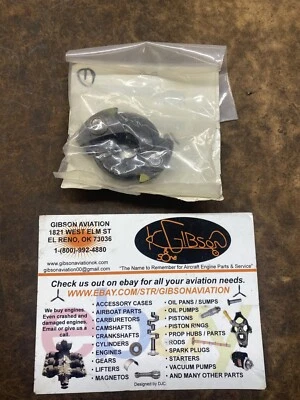 E
GIBSON AVIATION
1821 WEST ELM ST
EL RENO, OK 73036
1-(800)-992-4880
www.gibsonaviationok.com
gibsonaviation00@gmail.com
GIBSON
"The Name to Remember for Aircraft Engine Parts & Service"
Check us out on ebay for all your aviation needs.
WWW.EBAY.COM/STR/GIBSONAVIATION
We buy engines.
Even crashed and
damaged engines.
Email or give us
a call.
• ACCESSORY CASES
• AIRBOAT PARTS
• CARBURETORS
• CAMSHAFTS
• CRANKSHAFTS
• CYLINDERS
• ENGINES
• GEARS
• LIFTERS
• MAGNETOS
• OIL PANS / SUMPS
• OIL PUMPS
• PISTONS
• PISTON RINGS
• PROP HUBS / PARTS
• RODS
• SPARK PLUGS
• STARTERS
• VACUUM PUMPS
• AND MANY OTHER PARTS
Designed by DJC